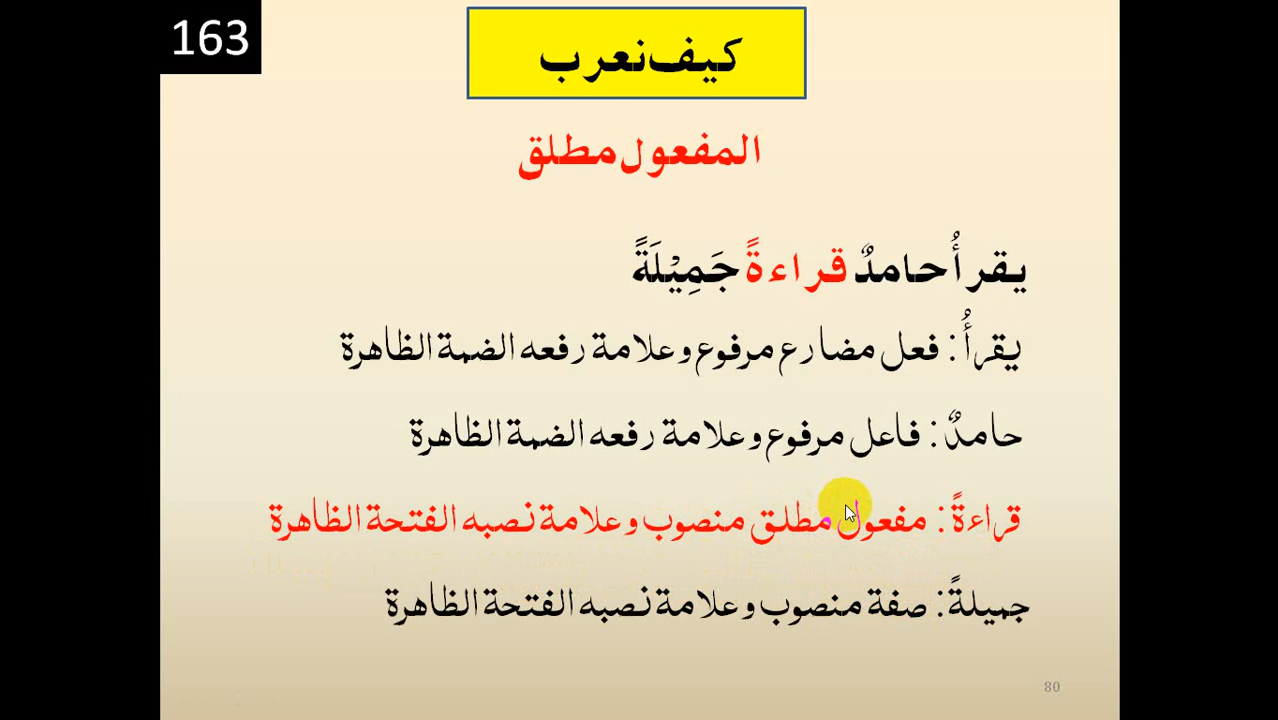 163
كيف نعرب
المفعول مطلق
يقرأُ حامدٌ قراءةً جَمِيْلَةً
يقرأُ : فعل مضارع مرفوع وعلامة رفعه الضمة الظاهرة
حامدٌ : فاعل مرفوع وعلامة رفعه الضمة الظاهرة
قراءةً : مفعول مطلق منصوب وعلامة نصبه الفتحة الظاهرة
جميلةً : صفة منصوب وعلامة نصبه الفتحة الظاهرة
80